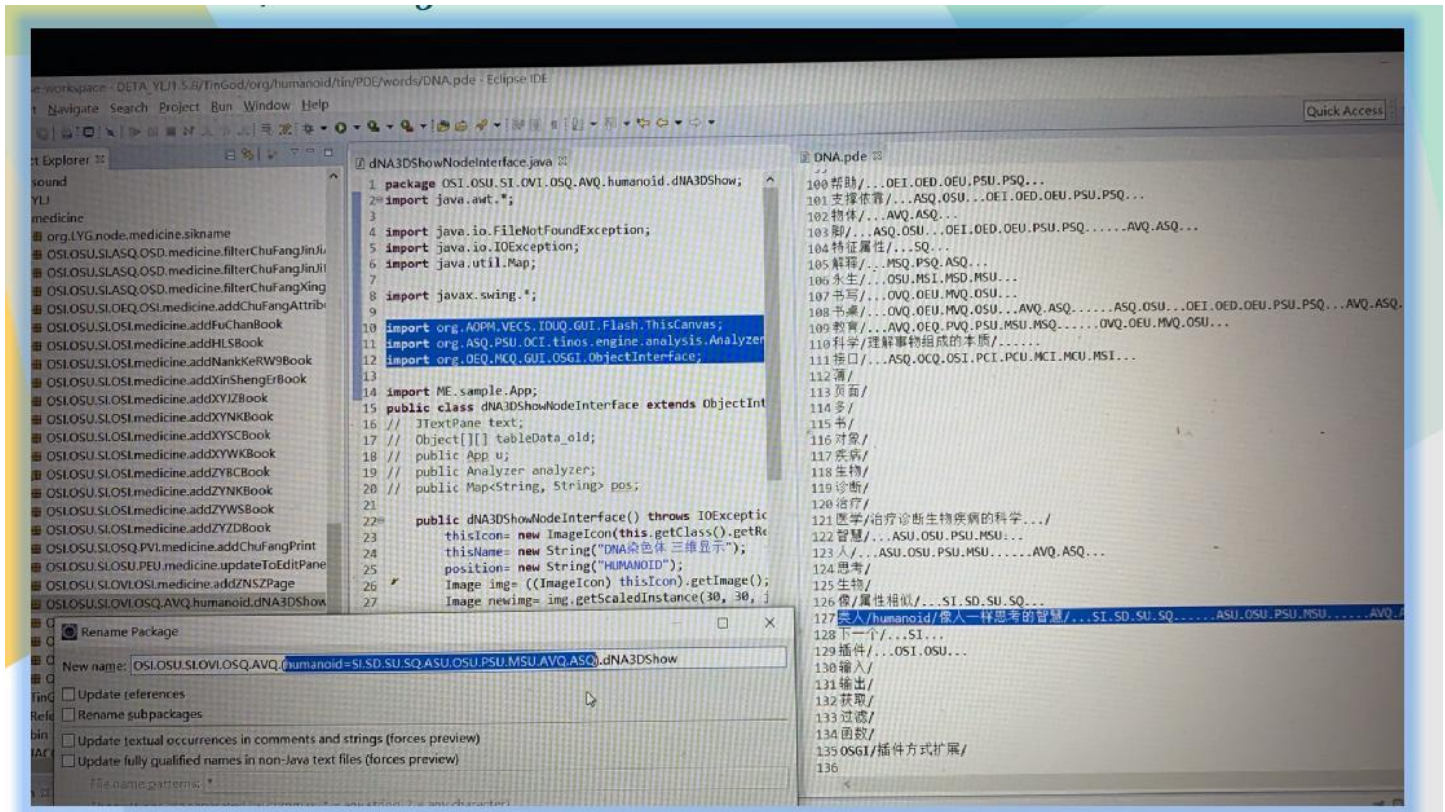 DETA_YLJ1.5.8/TinGod/org/humanoid/tin/PDE/words/DNA.pde - Eclipse IDE
Navigate Search Project Run Window Help
Quick Access
Explorer
sound
YLJ
medicine
org.LYG.node.medicine.sikname
OSI.OSU.SI.ASQ.OSD.medicine.filterChuFangJinJi
OSI.OSU.SI.ASQ.OSD.medicine.filterChuFangJinJi
OSI.OSU.SI.ASQ.OSD.medicine.filterChuFangXing
OSI.OSU.SI.OEQ.OSI.medicine.addChuFangAttrib
OSI.OSU.SI.OSI.medicine.addFuChanBook
OSI.OSU.SI.OSI.medicine.addHLSBook
OSI.OSU.SI.OSI.medicine.addNankKeRW9Book
OSI.OSU.SI.OSI.medicine.addXinShengErBook
OSI.OSU.SI.OSI.medicine.addXYJZBook
OSI.OSU.SI.OSI.medicine.addXYNKBook
OSI.OSU.SI.OSI.medicine.addXYSCBook
OSI.OSU.SI.OSI.medicine.addXYWKBook
OSI.OSU.SI.OSI.medicine.addZYBCBook
OSI.OSU.SI.OSI.medicine.addZYNKBook
OSI.OSU.SI.OSI.medicine.addZYWSBook
OSI.OSU.SI.OSI.medicine.addZYZDBook
OSI.OSU.SI.OSQ.PVI.medicine.addChuFangPrint
OSI.OSU.SI.OSU.PEU.medicine.updateToEditPane
OSI.OSU.SI.OVI.OSI.medicine.addZNSZPage
OSI.OSU.SI.OVI.OSQ.AVQ.humanoid.dNA3DShow
dNA3DShowNodeInterface.java
1 package OSI.OSU.SI.OVI.OSQ.AVQ.humanoid.dNA3DShow;
2 import java.awt.*;
3
4 import java.io.FileNotFoundException;
5 import java.io.IOException;
6 import java.util.Map;
7
8 import javax.swing.*;
9
10 import org.AOPM.VECS.IDUQ.GUI.Flash.ThisCanvas;
11 import org.ASQ.PSU.OCI.tinos.engine.analysis.Analyzer
12 import org.OEQ.MCQ.GUI.OSGI.ObjectInterface;
13
14 import ME.sample.App;
15 public class dNA3DShowNodeInterface extends ObjectInt
16 // JTextPane text;
17 // Object[][] tableData_old;
18 // public App u;
19 // public Analyzer analyzer;
20 // public Map<String, String> pos;
21
22 public dNA3DShowNodeInterface() throws IOExceptic
23 thisIcon= new ImageIcon(this.getClass().getRe
24 thisName= new String("DNA染色体 三维显示");
25 position= new String("HUMANOID");
26 Image img= ((ImageIcon) thisIcon).getImage();
27 Image newimg= img.getScaledInstance(30, 30, j
DNA.pde
100 帮助/...OEI.OED.OEU.PSU.PSQ...
101 支撑依靠/...ASQ.OSU...OEI.OED.OEU.PSU.PSQ...
102 物体/...AVQ.ASQ...
103 脚/...ASQ.OSU...OEI.OED.OEU.PSU.PSQ......AVQ.ASQ...
104 特征属性/...SQ...
105 解释/...MSQ.PSQ.ASQ...
106 永生/...OSU.MSI.MSD.MSU...
107 书写/...OVQ.OEU.MVQ.OSU...
108 书桌/...OVQ.OEU.MVQ.OSU...AVQ.ASQ......ASQ.OSU...OEI.OED.OEU.PSU.PSQ...AVQ.ASQ.
109 教育/...AVQ.OEQ.PVQ.PSU.MSU.MSQ......OVQ.OEU.MVQ.OSU...
110 科学/理解事物组成的本质/......
111 接口/...ASQ.OCQ.OSI.PCI.PCU.MCI.MCU.MSI...
112 薄/
113 页面/
114 多/
115 书/
116 对象/
117 疾病/
118 生物/
119 诊断/
120 治疗/
121 医学/治疗诊断生物疾病的科学.../
122 智慧/...ASU.OSU.PSU.MSU...
123 人/...ASU.OSU.PSU.MSU......AVQ.ASQ...
124 思考/
125 生物/
126 像/属性相似/...SI.SD.SU.SQ...
127 类人/humanoid/像人一样思考的智慧/...SI.SD.SU.SQ......ASU.OSU.PSU.MSU......AVQ.A
128 下一个/...SI...
129 插件/...OSI.OSU...
130 输入/
131 输出/
132 获取/
133 过滤/
134 函数/
135 OSGI/插件方式扩展/
136
Rename Package
New name: OSI.OSU.SI.OVI.OSQ.AVQ.(humanoid=SI.SD.SU.SQ.ASU.OSU.PSU.MSU.AVQ.ASQ).dNA3DShow
Update references
Rename subpackages
Update textual occurrences in comments and strings (forces preview)
Update fully qualified names in non-Java text files (forces preview)
File name patterns: *